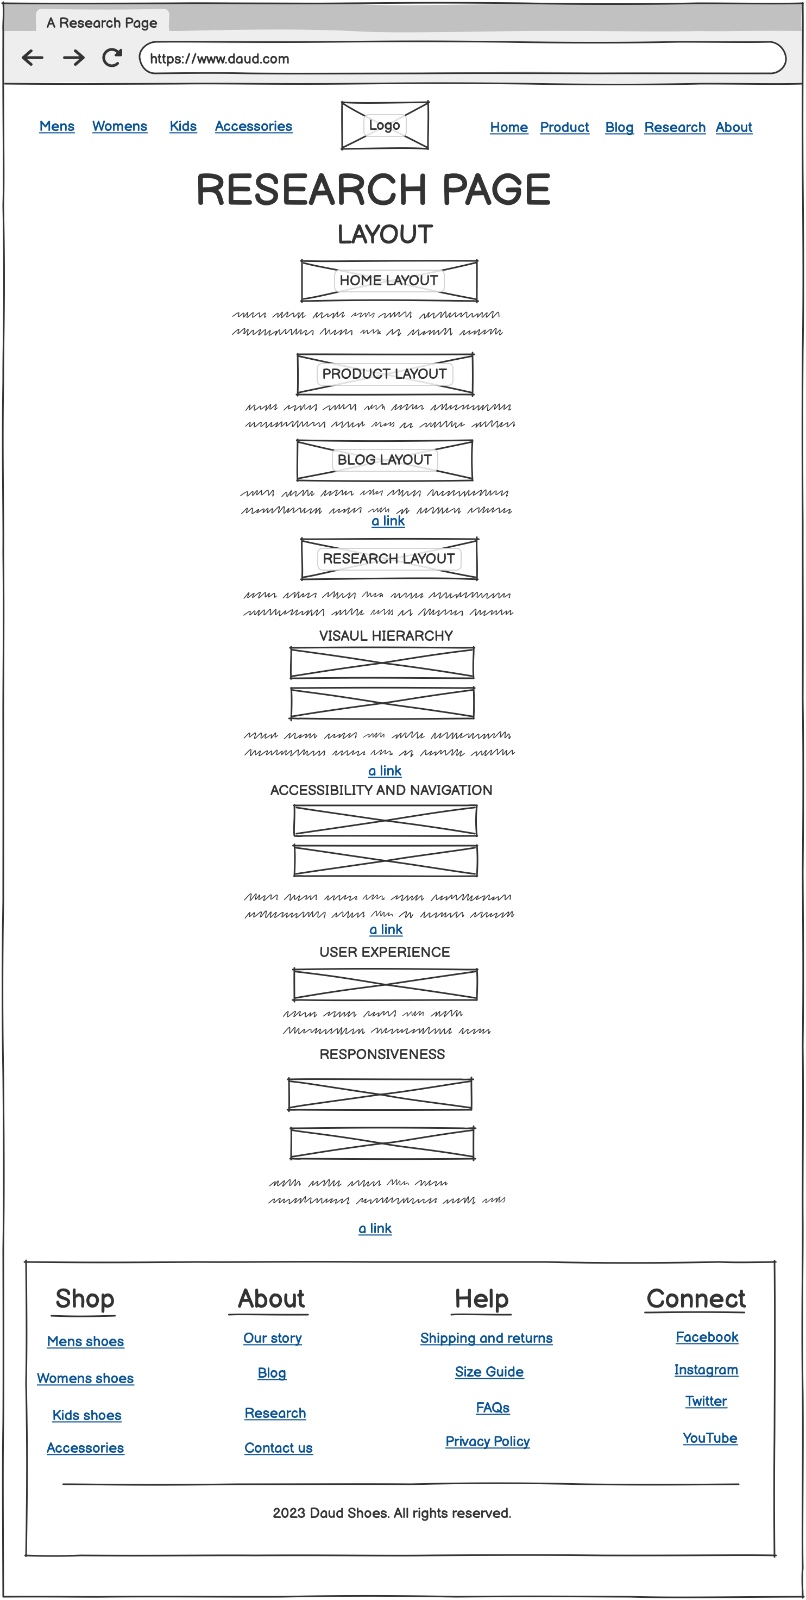 A Research Page
https://www.daud.com
Mens Womens Kids Accessories Logo Home Product Blog Research About
RESEARCH PAGE
LAYOUT
HOME LAYOUT
PRODUCT LAYOUT
BLOG LAYOUT
a link
RESEARCH LAYOUT
VISAUL HIERARCHY
a link
ACCESSIBILITY AND NAVIGATION
a link
USER EXPERIENCE
RESPONSIVENESS
a link
Shop
Mens shoes
Womens shoes
Kids shoes
Accessories
About
Our story
Blog
Research
Contact us
Help
Shipping and returns
Size Guide
FAQs
Privacy Policy
Connect
Facebook
Instagram
Twitter
YouTube
2023 Daud Shoes. All rights reserved.